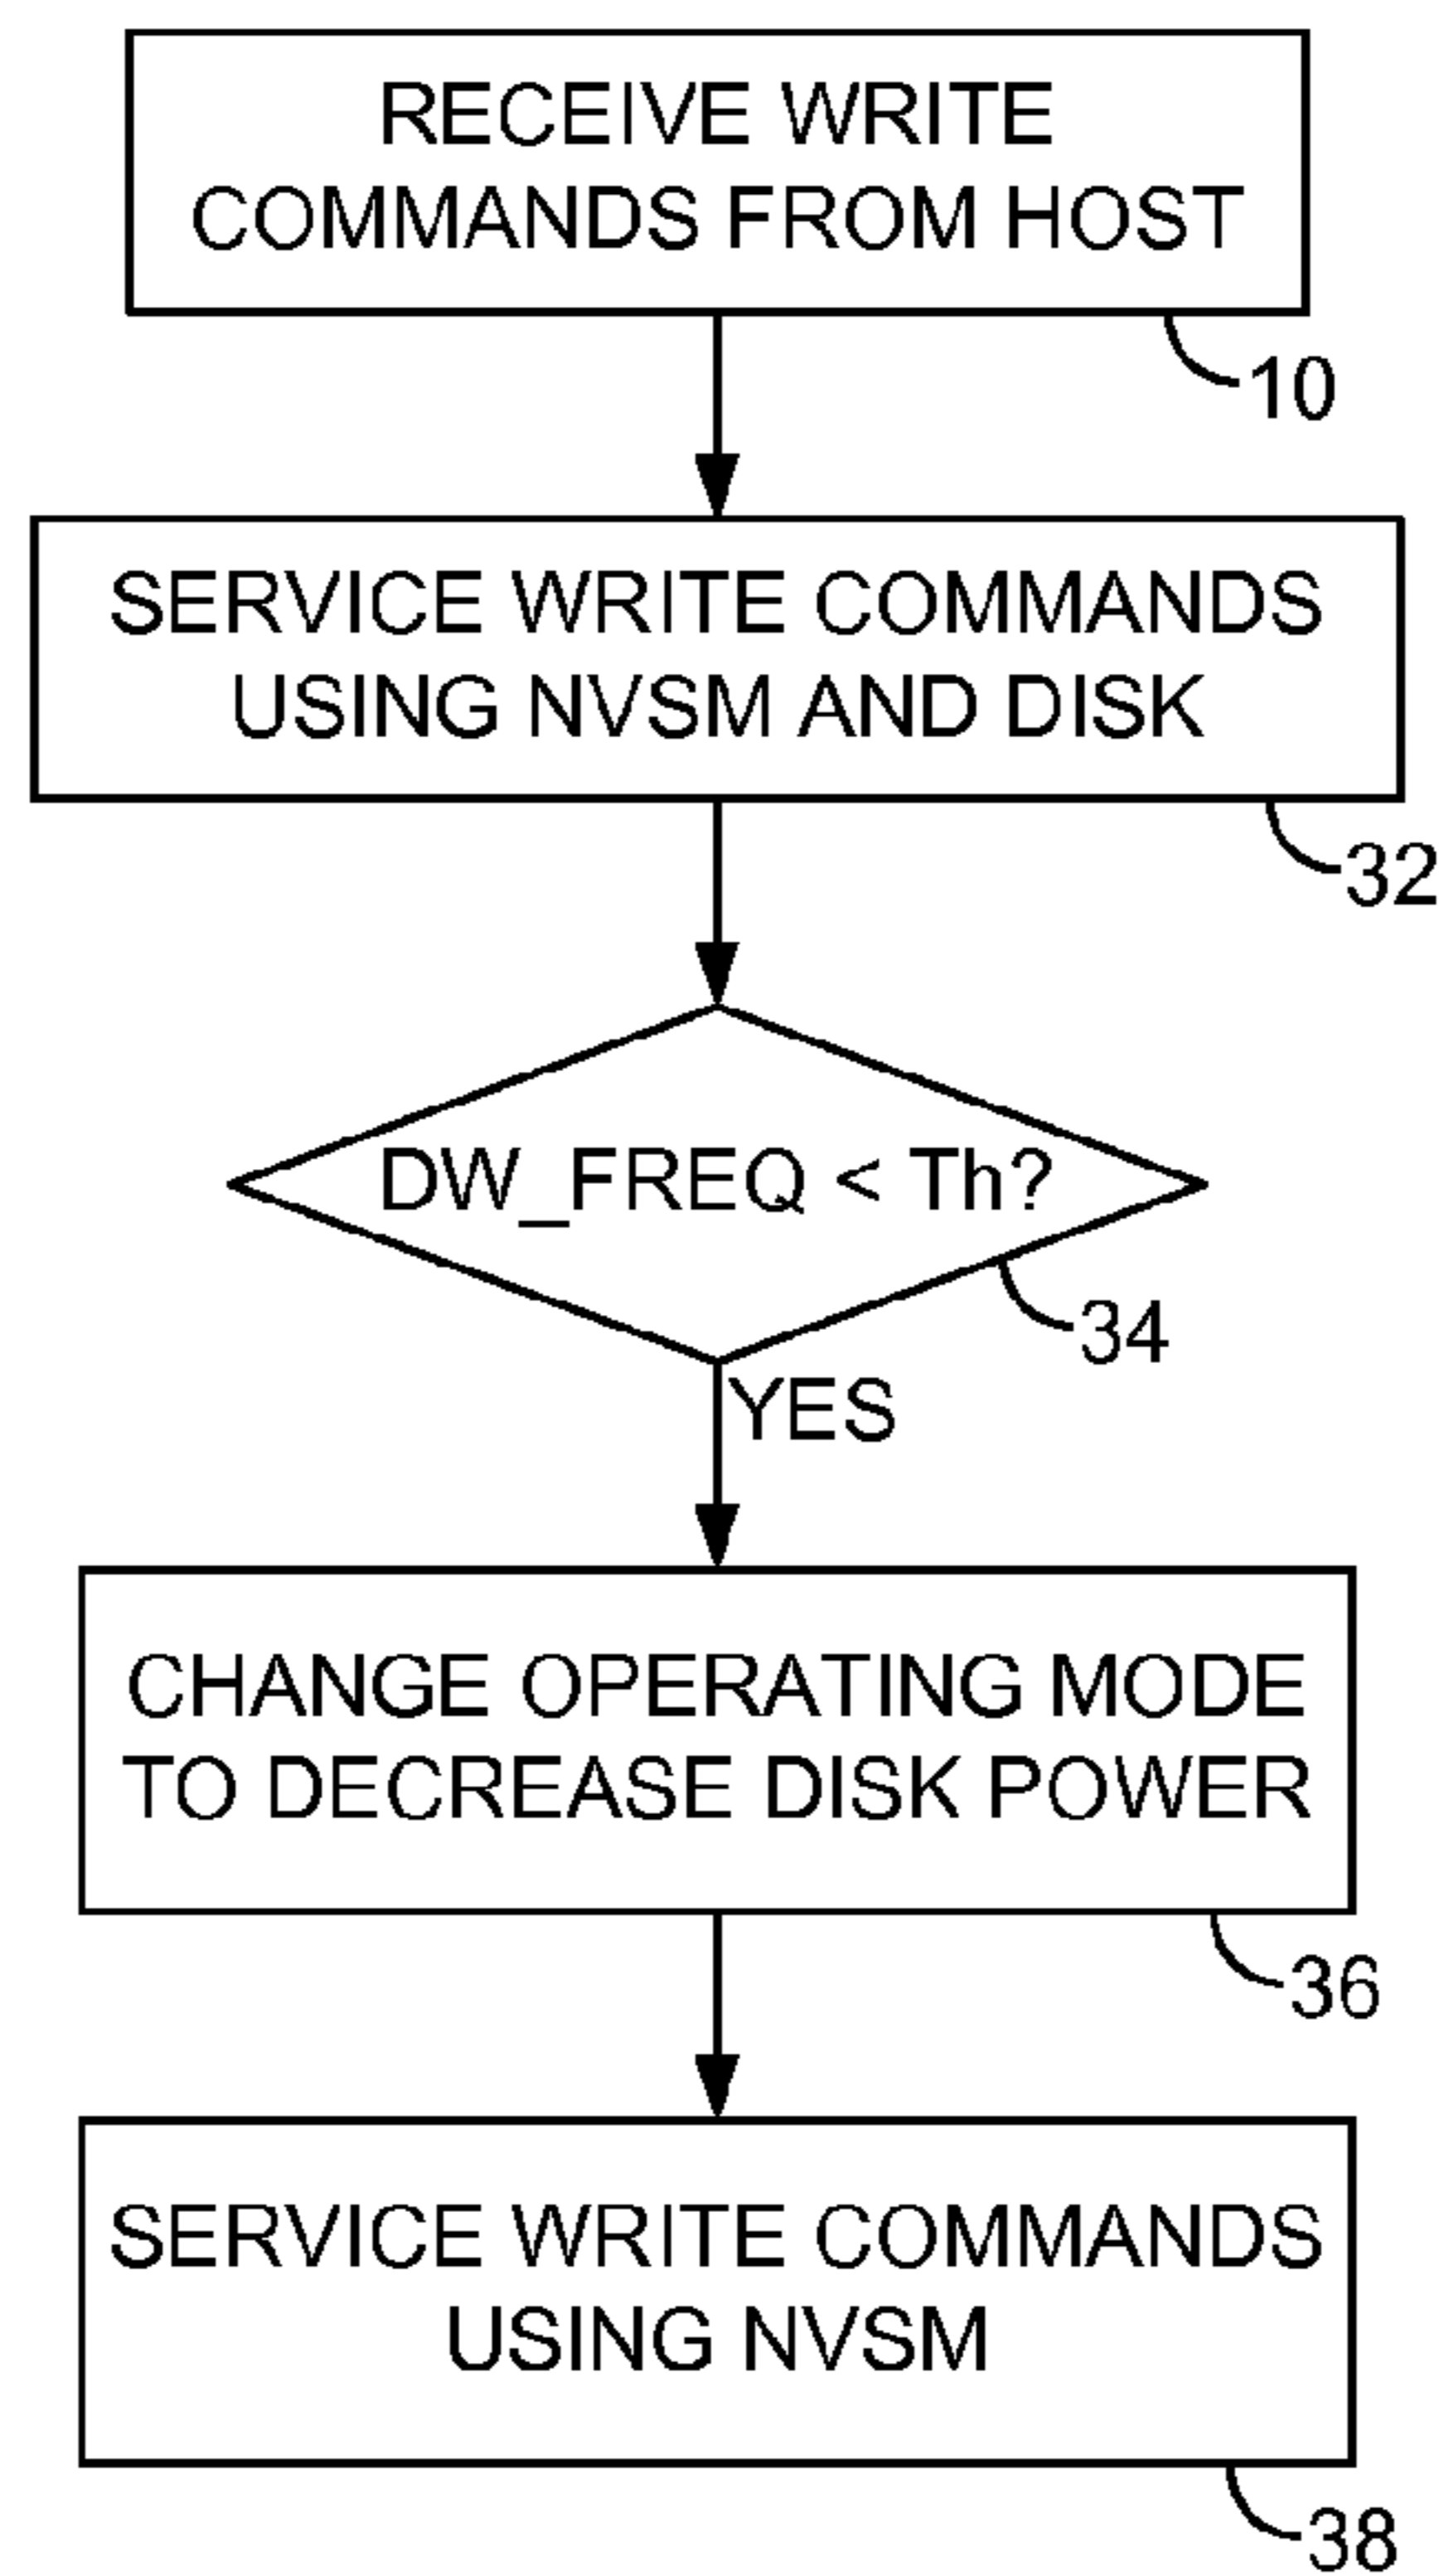 RECEIVE WRITE
COMMANDS FROM HOST
10
SERVICE WRITE COMMANDS
USING NVSM AND DISK
32
DW_FREQ < Th?
34
YES
CHANGE OPERATING MODE
TO DECREASE DISK POWER
36
SERVICE WRITE COMMANDS
USING NVSM
38